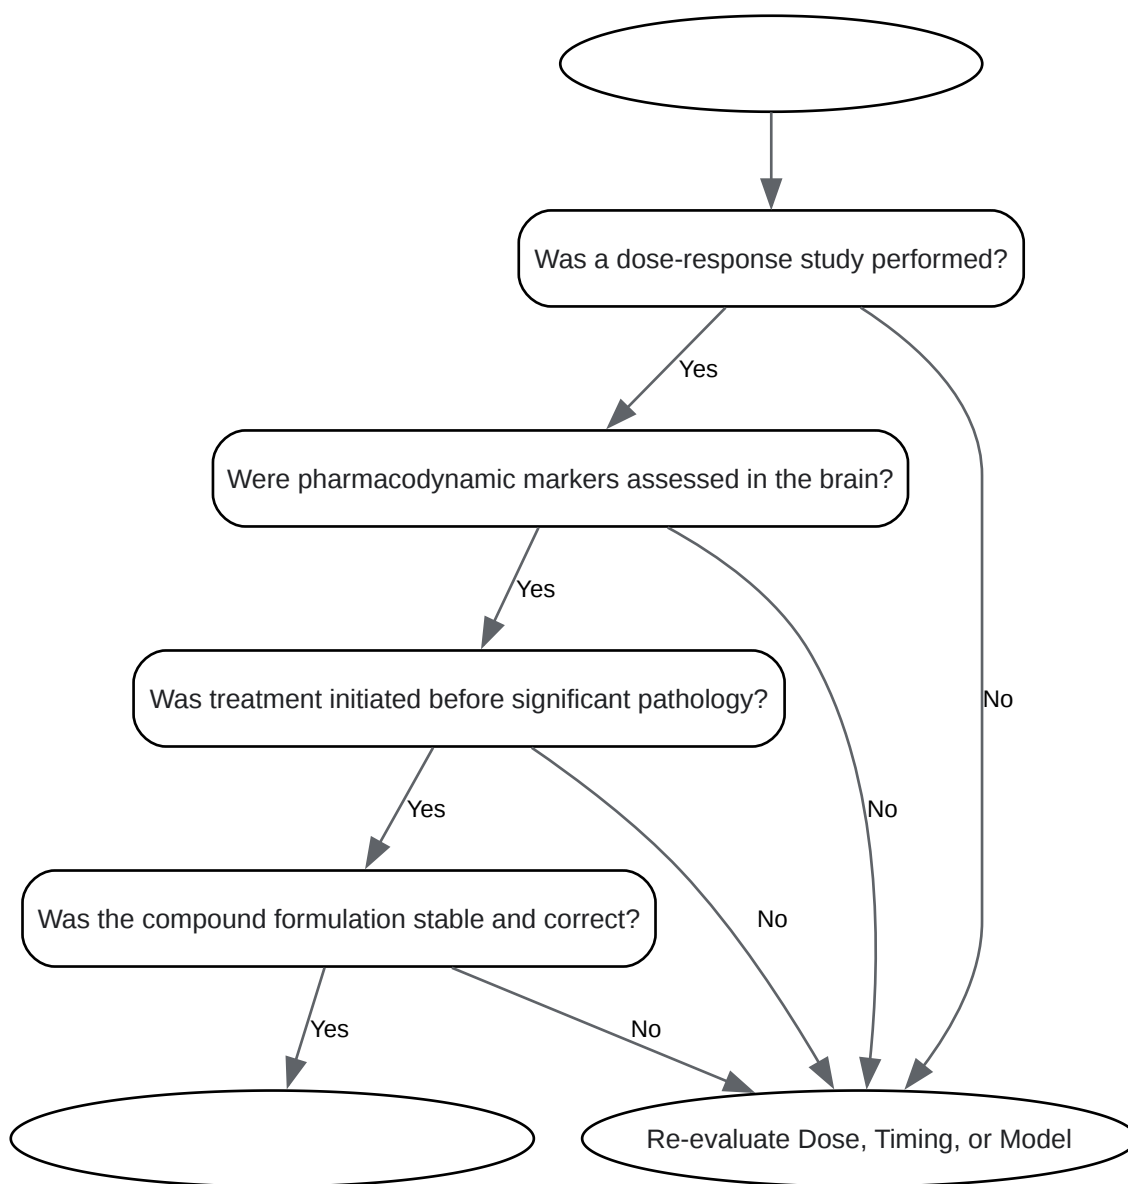 Was a dose-response study performed?
Yes
Were pharmacodynamic markers assessed in the brain?
Yes
Was treatment initiated before significant pathology?
No
Yes
No
Was the compound formulation stable and correct?
No
Yes
No
Re-evaluate Dose, Timing, or Model